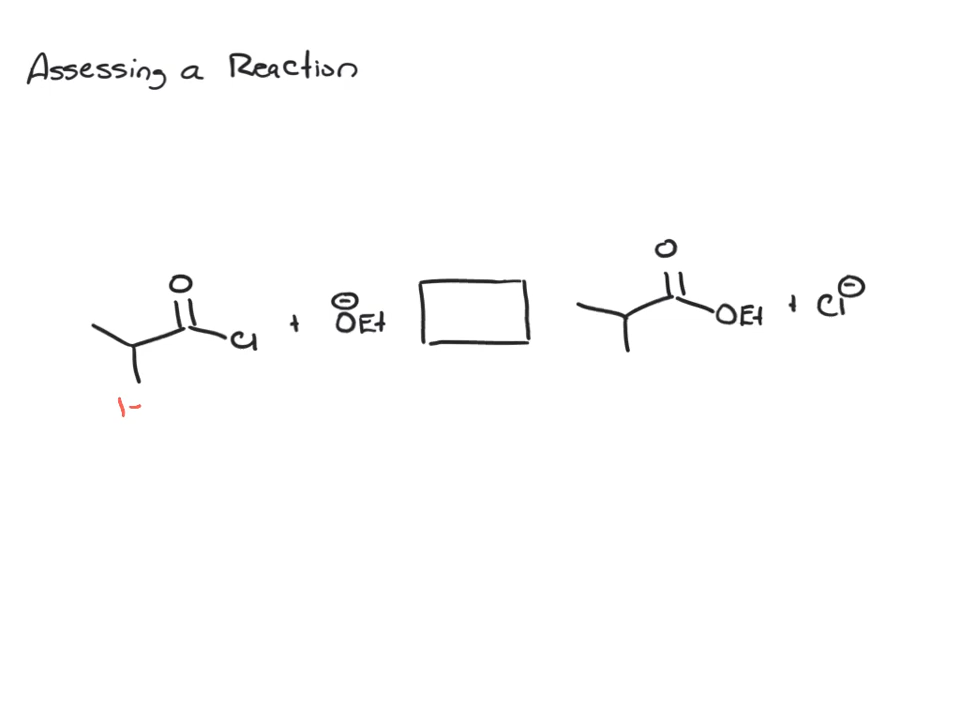 Assessing a Reaction
O O
Cl + ⊖OEt OEt + Cl⊖